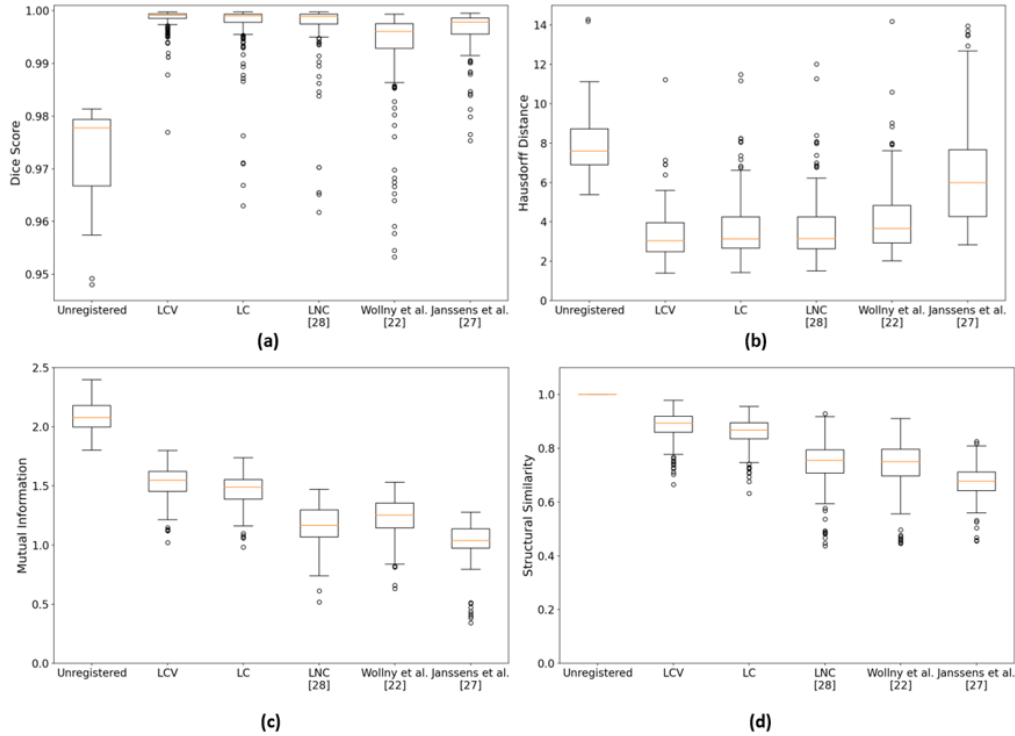 1.00
0.99
0.98
0.97
0.96
0.95
Dice Score
Unregistered LCV LC LNC Wollny et al. Janssens et al.
[28] [22] [27]
(a)
14
12
10
8
6
4
2
0
Hausdorff Distance
Unregistered LCV LC LNC Wollny et al. Janssens et al.
[28] [22] [27]
(b)
2.5
2.0
1.5
1.0
0.5
0.0
Mutual Information
Unregistered LCV LC LNC Wollny et al. Janssens et al.
[28] [22] [27]
(c)
1.0
0.8
0.6
0.4
0.2
0.0
Structural Similarity
Unregistered LCV LC LNC Wollny et al. Janssens et al.
[28] [22] [27]
(d)